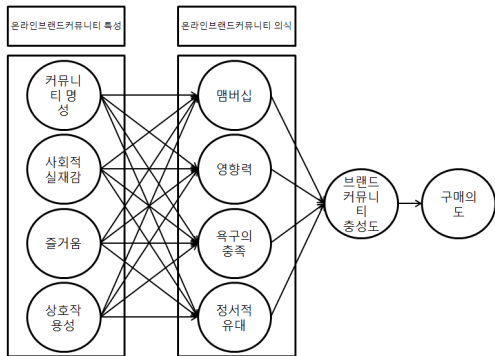 온라인브랜드커뮤니티 특성
온라인브랜드커뮤니티 의식
커뮤니
티 명
성
사회적
실재감
즐거움
상호작
용성
맴버십
영향력
욕구의
충족
정서적
유대
브랜드
커뮤니
티
충성도
구매의
도